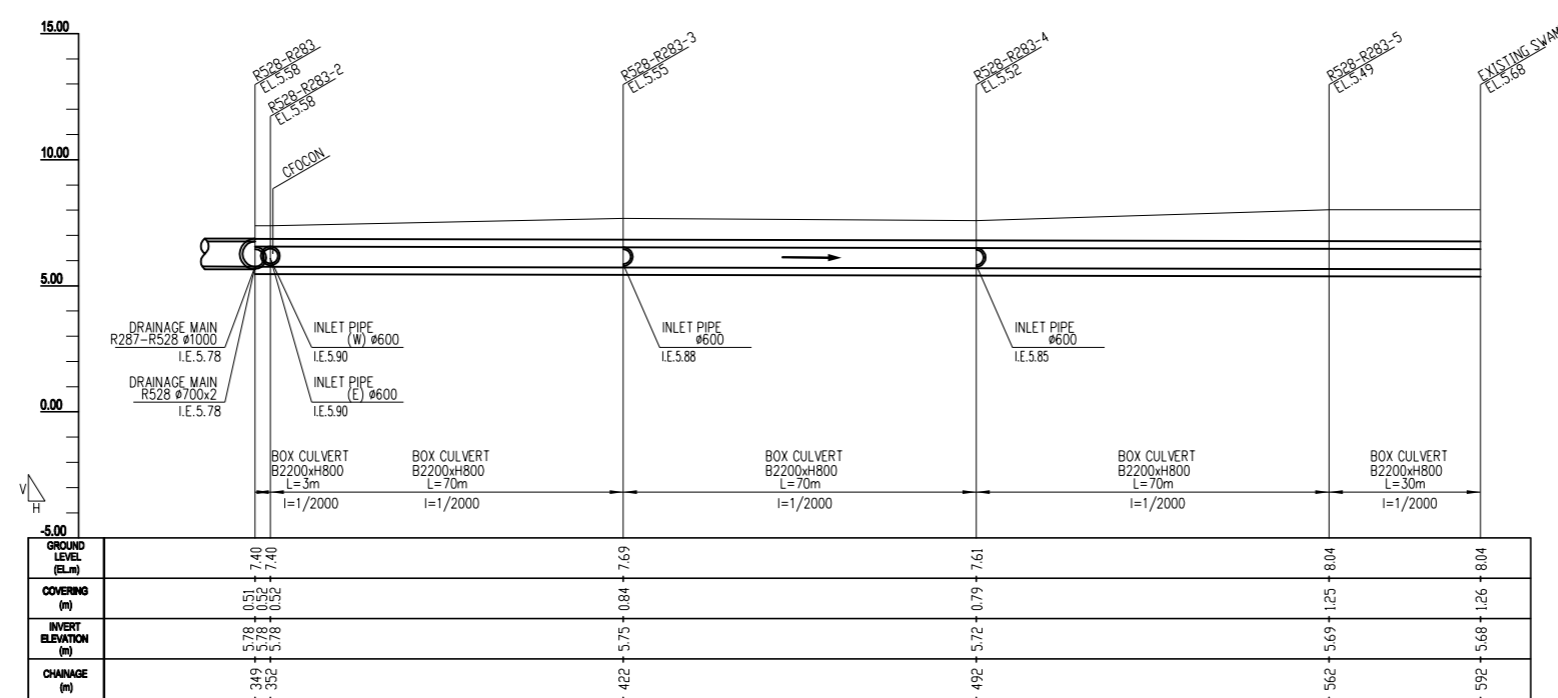 15.00
10.00
5.00
0.00
-5.00
R528-R283
EL.5.58
R528-R283-2
EL.5.58
CFOCON
R528-R283-3
EL.5.55
R528-R283-4
EL.5.52
R528-R283-5
EL.5.49
EXISTING SWAM
EL.5.68
DRAINAGE MAIN
R287-R528 ø1000
I.E.5.78
DRAINAGE MAIN
R528 ø700x2
I.E.5.78
INLET PIPE
(W) ø600
I.E.5.90
INLET PIPE
(E) ø600
I.E.5.90
INLET PIPE
ø600
I.E.5.88
INLET PIPE
ø600
I.E.5.85
BOX CULVERT
B2200xH800
L=3m
I=1/2000
BOX CULVERT
B2200xH800
L=70m
I=1/2000
BOX CULVERT
B2200xH800
L=70m
I=1/2000
BOX CULVERT
B2200xH800
L=70m
I=1/2000
BOX CULVERT
B2200xH800
L=30m
I=1/2000
V
H
GROUND
LEVEL
(EL.m)
7.40 7.40 7.69 7.61 8.04 8.04
COVERING
(m)
0.51 0.52 0.52 0.84 0.79 1.25 1.26
INVERT
ELEVATION
(m)
5.78 5.78 5.78 5.75 5.72 5.69 5.68
CHAINAGE
(m)
349 352 422 492 562 592